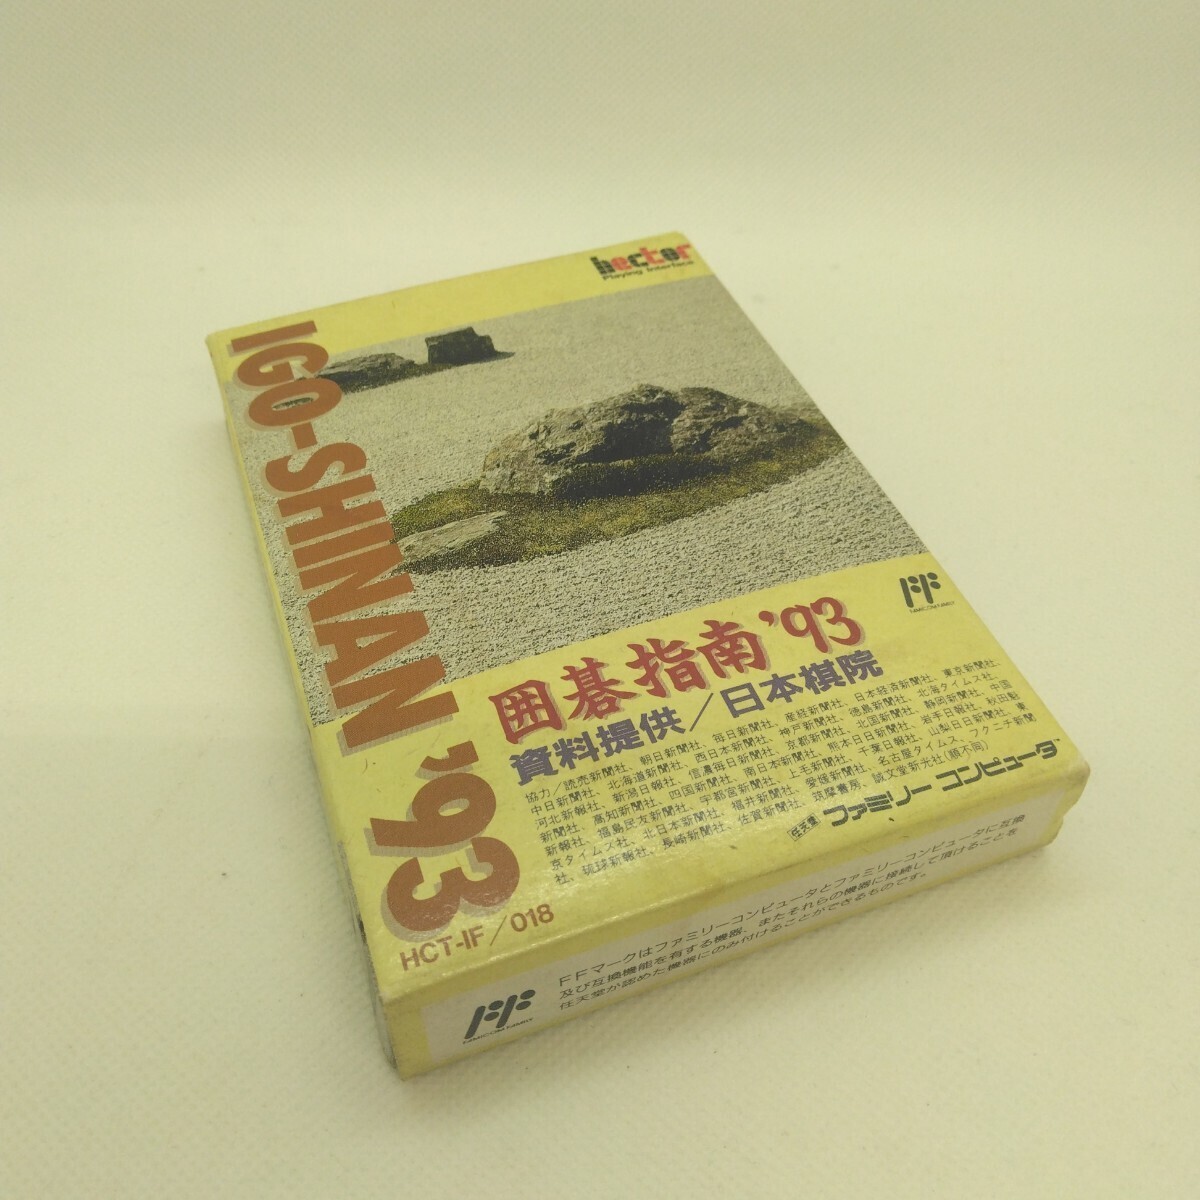 hector
Playing Interface
IGO-SHINAN '93
FF
FAMICOM FAMILY
囲碁指南'93
資料提供/日本棋院
協力/読売新聞社、朝日新聞社、毎日新聞社、産経新聞社、日本経済新聞社、東京新聞社、
中日新聞社、北海道新聞社、西日本新聞社、神戸新聞社、徳島新聞社、北海タイムス社、
河北新報社、新潟日報社、信濃毎日新聞社、京都新聞社、北国新聞社、静岡新聞社、中国
新聞社、高知新聞社、四国新聞社、南日本新聞社、熊本日日新聞社、岩手日報社、秋田魁
新報社、福島民友新聞社、宇都宮新聞社、上毛新聞社、千葉日報社、山梨日日新聞社、東
京タイムス社、北日本新聞社、福井新聞社、愛媛新聞社、名古屋タイムス、フクニチ新聞
社、琉球新報社、長崎新聞社、佐賀新聞社、筑摩書房、誠文堂新光社(順不同)
任天堂 ファミリーコンピュータ™
HCT-IF/018
FF
FAMICOM FAMILY
FFマークはファミリーコンピュータとファミリーコンピュータに互換
及び互換機能を有する機器、またそれらの機器に接続して頂けることを
任天堂が認めた機器にのみ付けることができるものです。